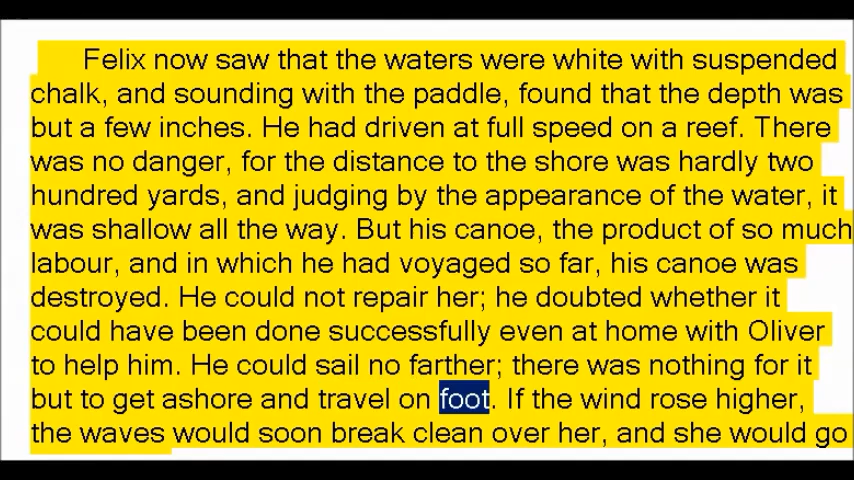 Felix now saw that the waters were white with suspended
chalk, and sounding with the paddle, found that the depth was
but a few inches. He had driven at full speed on a reef. There
was no danger, for the distance to the shore was hardly two
hundred yards, and judging by the appearance of the water, it
was shallow all the way. But his canoe, the product of so much
labour, and in which he had voyaged so far, his canoe was
destroyed. He could not repair her; he doubted whether it
could have been done successfully even at home with Oliver
to help him. He could sail no farther; there was nothing for it
but to get ashore and travel on foot. If the wind rose higher,
the waves would soon break clean over her, and she would go